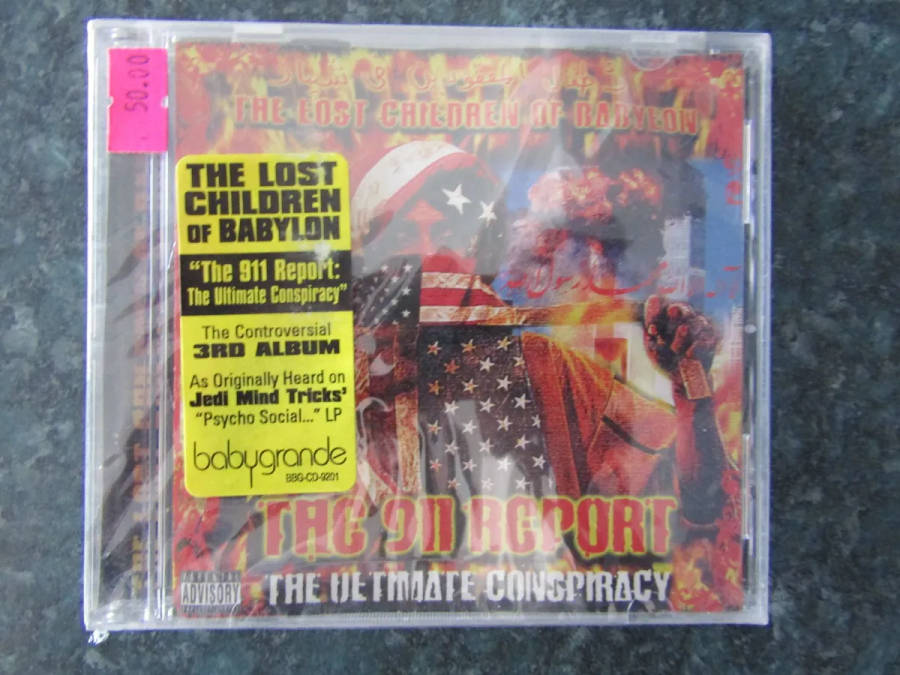 50.00
THE LOST CHILDREN OF BABYLON
THE LOST
CHILDREN
OF BABYLON
"The 911 Report:
The Ultimate Conspiracy"
The Controversial
3RD ALBUM
As Originally Heard on
Jedi Mind Tricks'
"Psycho Social..." LP
babygrande
BBG-CD-9201
THE 911 REPORT
THE ULTIMATE CONSPIRACY
PARENTAL
ADVISORY